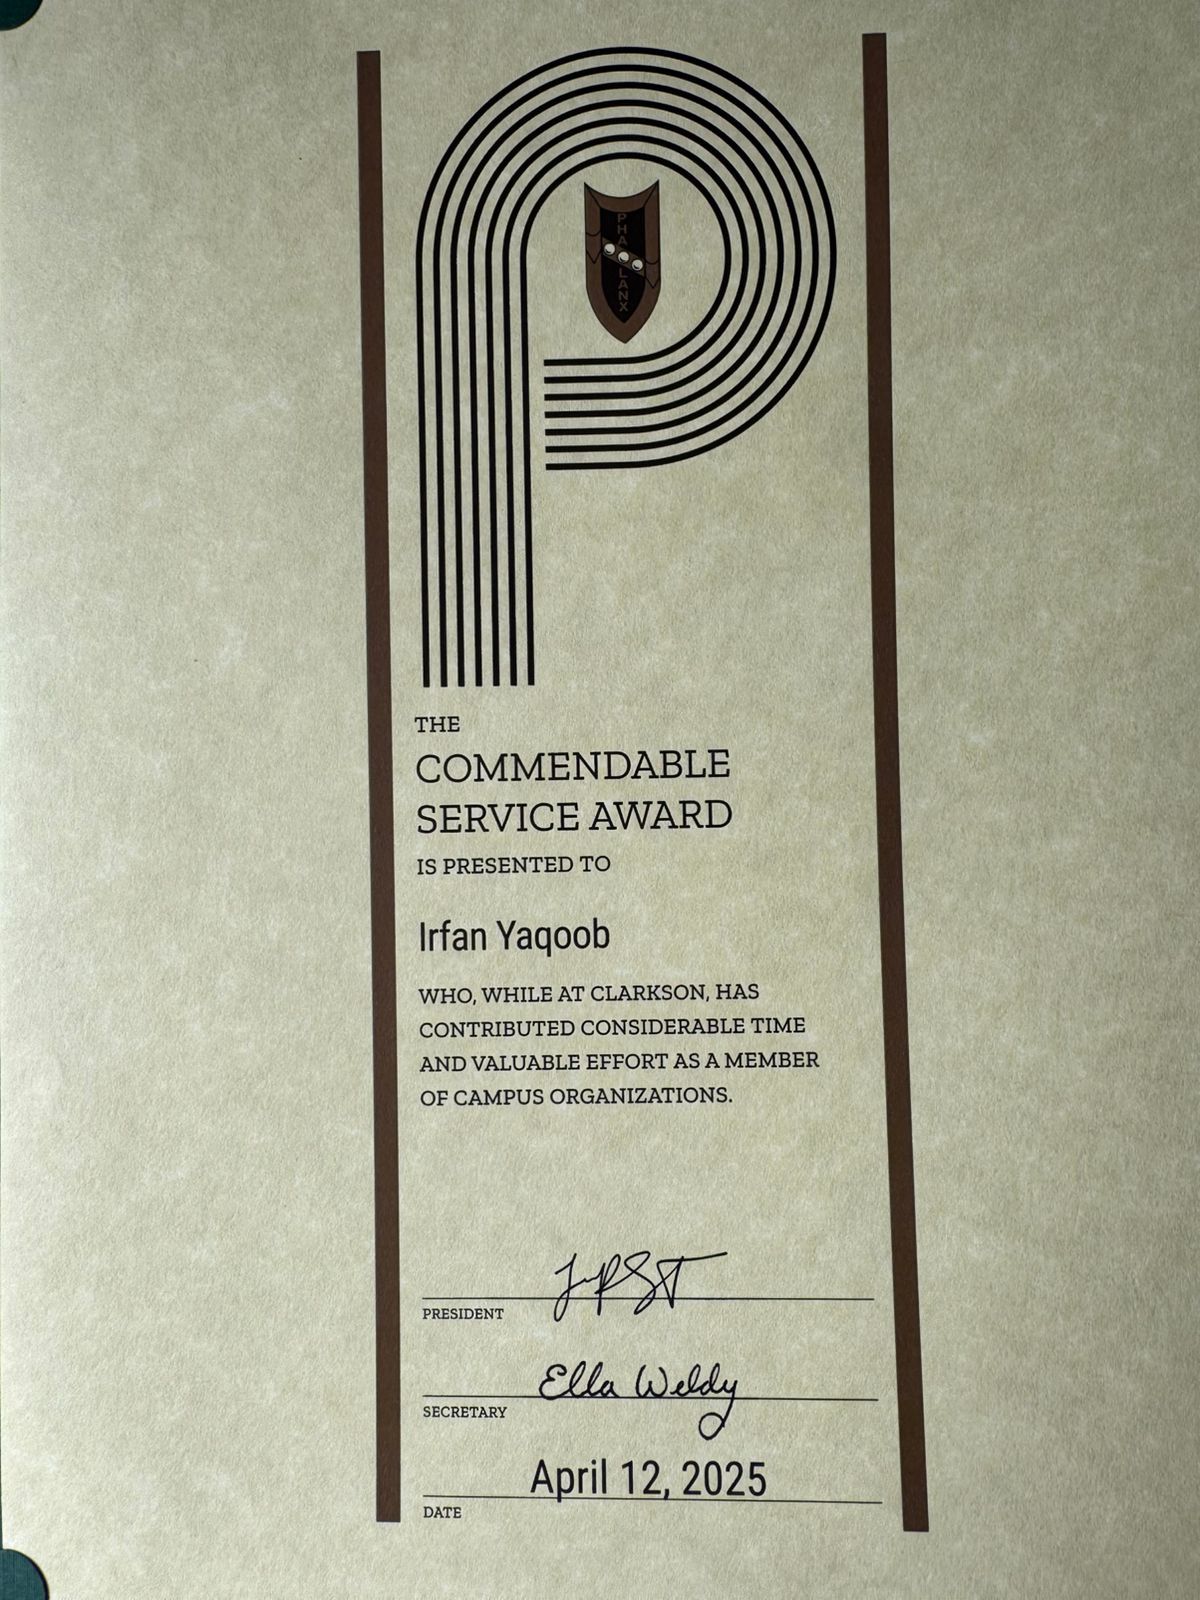 PHALANX
THE
COMMENDABLE
SERVICE AWARD
IS PRESENTED TO
Irfan Yaqoob
WHO, WHILE AT CLARKSON, HAS
CONTRIBUTED CONSIDERABLE TIME
AND VALUABLE EFFORT AS A MEMBER
OF CAMPUS ORGANIZATIONS.
PRESIDENT
Ella Weldy
SECRETARY
April 12, 2025
DATE